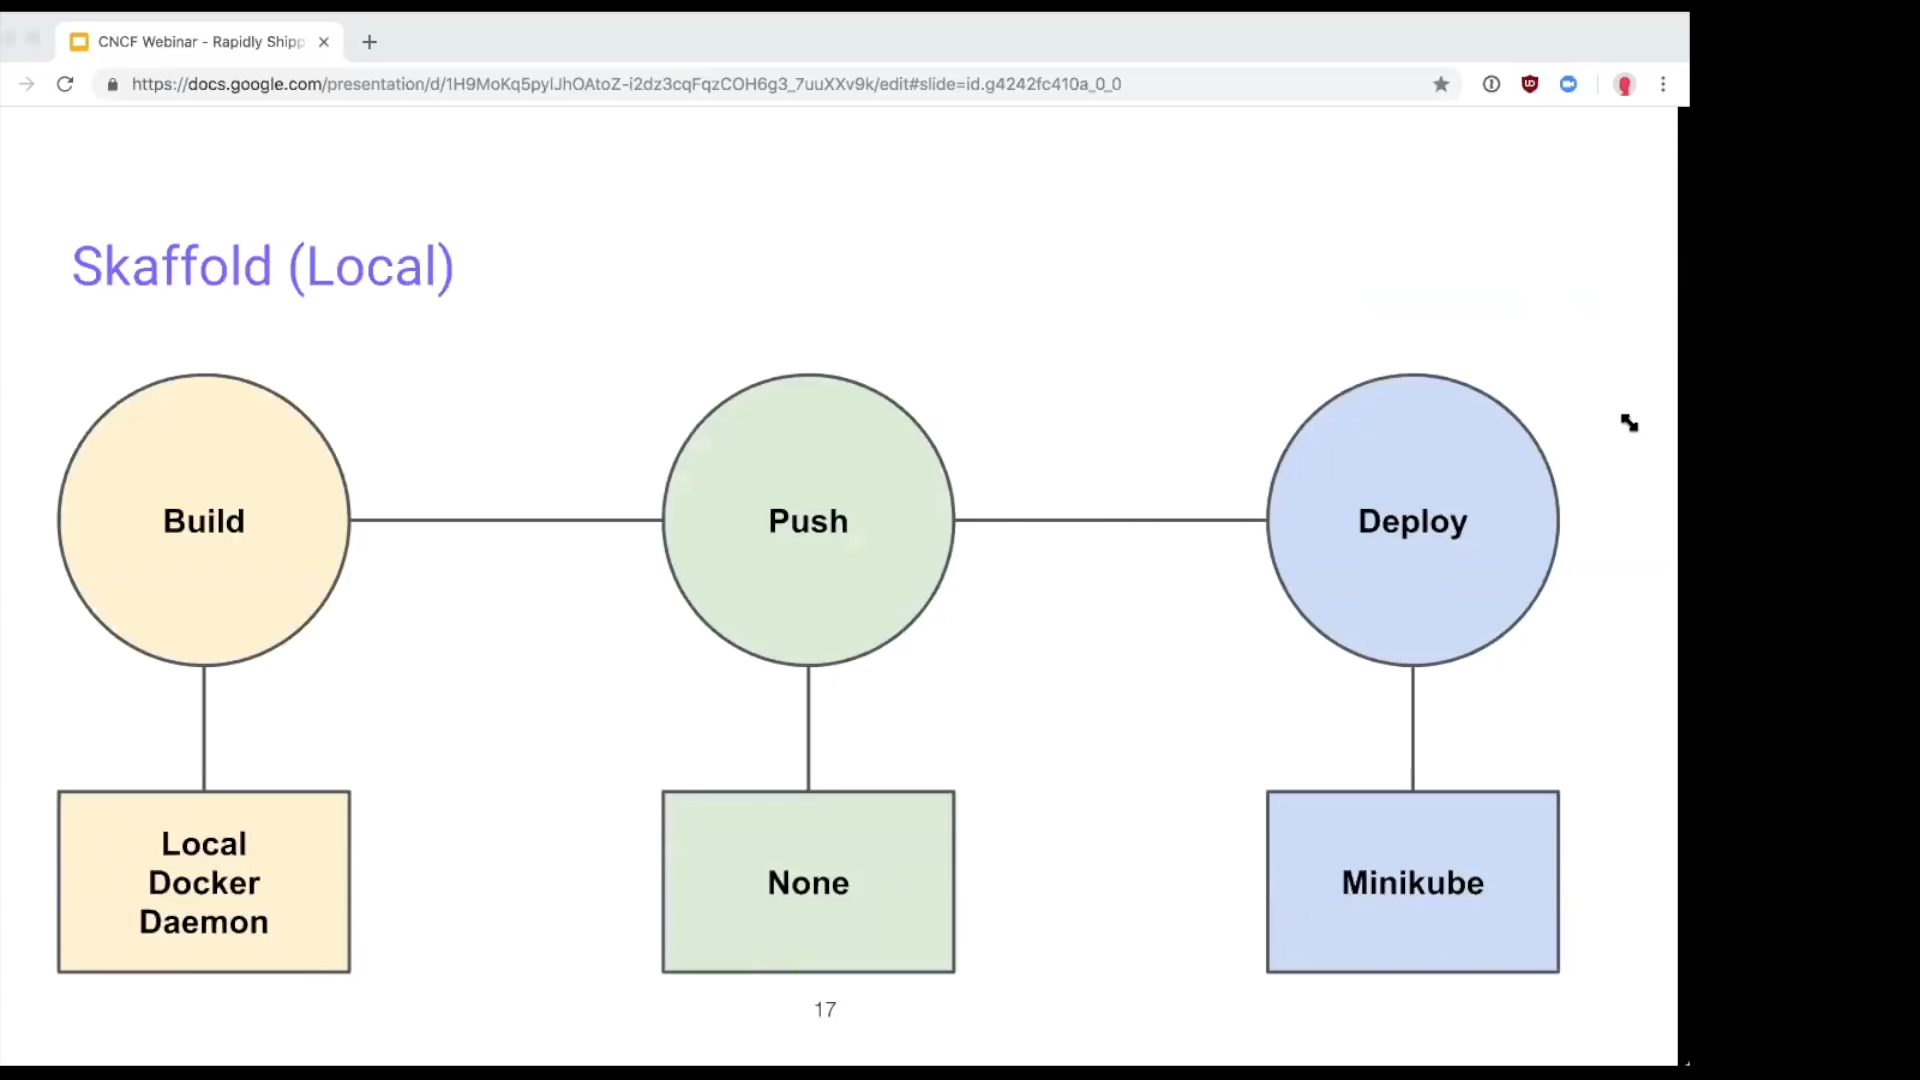 CNCF Webinar - Rapidly Shipp
https://docs.google.com/presentation/d/1H9MoKq5pylJhOAtoZ-i2dz3cqFqzCOH6g3_7uuXXv9k/edit#slide=id.g4242fc410a_0_0
Skaffold (Local)
Build
Push
Deploy
Local
Docker
Daemon
None
Minikube
17